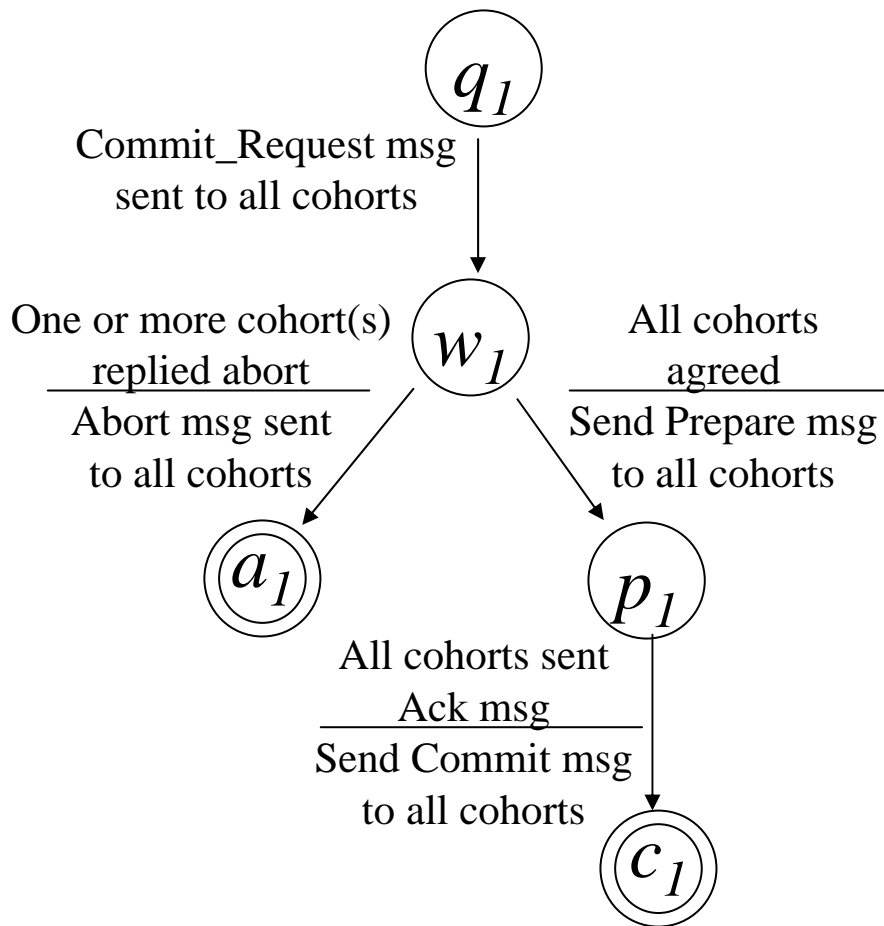 q1
Commit_Request msg
sent to all cohorts
w1
One or more cohort(s)
replied abort
Abort msg sent
to all cohorts
All cohorts
agreed
Send Prepare msg
to all cohorts
a1
p1
All cohorts sent
Ack msg
Send Commit msg
to all cohorts
c1